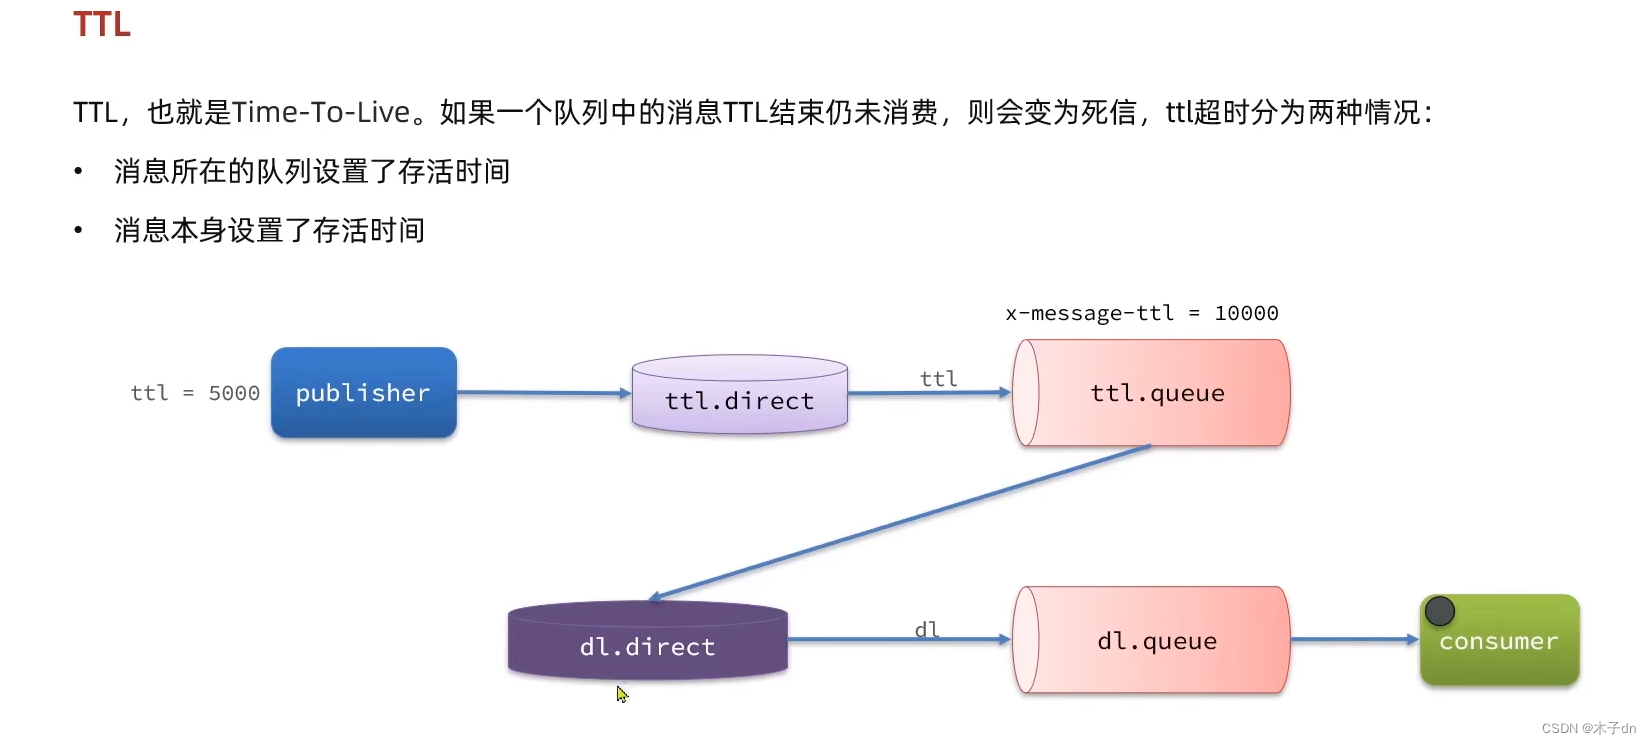 TTL
TTL，也就是Time-To-Live。如果一个队列中的消息TTL结束仍未消费，则会变为死信，ttl超时分为两种情况：
• 消息所在的队列设置了存活时间
• 消息本身设置了存活时间
x-message-ttl = 10000
ttl = 5000
publisher
ttl.direct
ttl
ttl.queue
dl.direct
dl
dl.queue
consumer
CSDN @木子dn